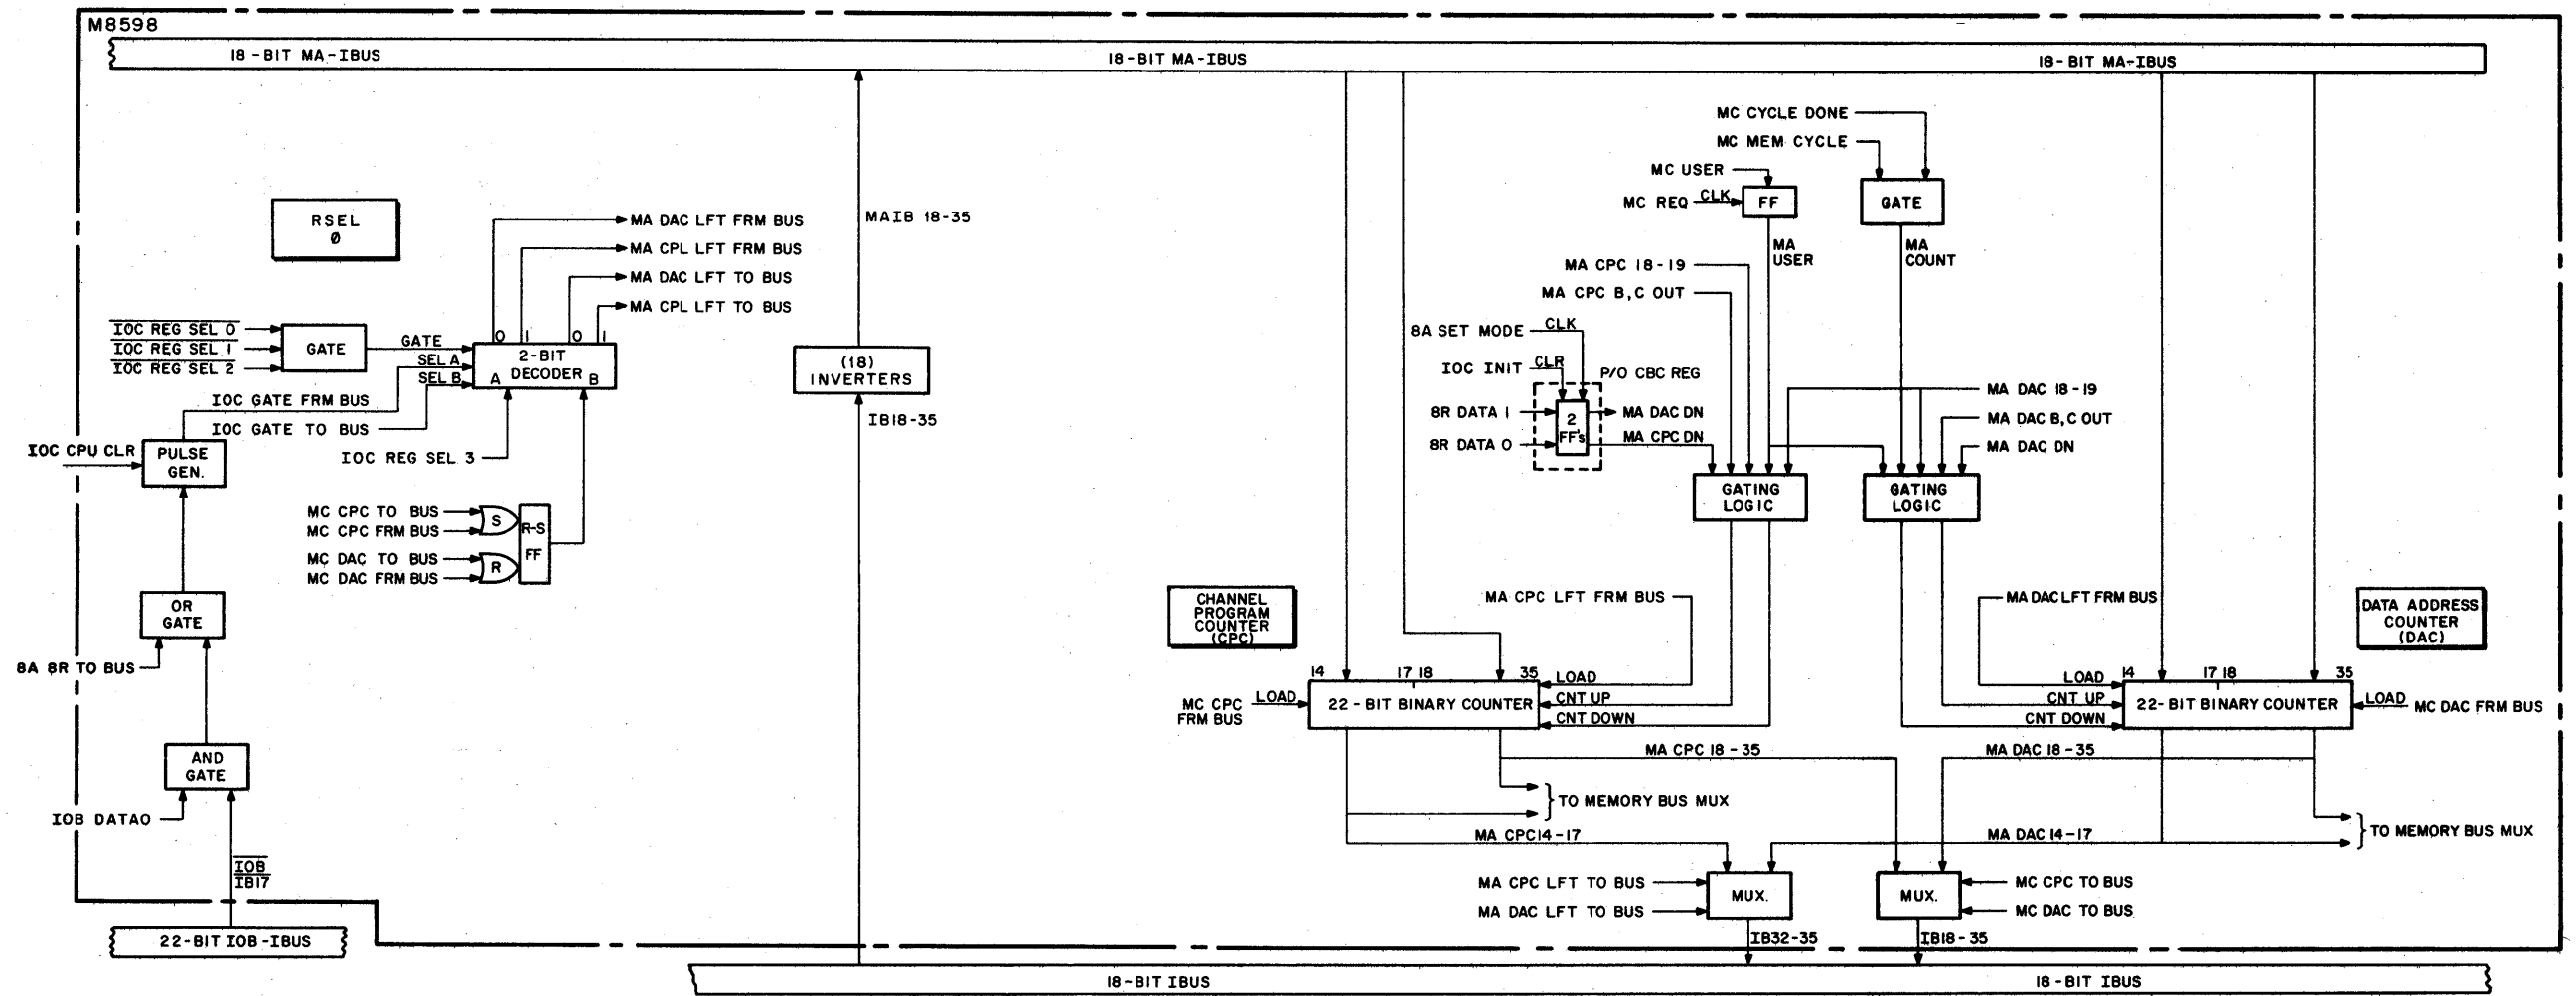 M8598
18-BIT MA-IBUS
18-BIT MA-IBUS
18-BIT MA-IBUS
RSEL
0
MA DAC LFT FRM BUS
MA CPL LFT FRM BUS
MA DAC LFT TO BUS
MA CPL LFT TO BUS
IOC REG SEL 0
IOC REG SEL 1
IOC REG SEL 2
GATE
GATE
SEL A
SEL B
0 1 0 1
2-BIT
DECODER
A B
IOC GATE FRM BUS
IOC GATE TO BUS
IOC CPU CLR
PULSE
GEN.
IOC REG SEL 3
MC CPC TO BUS
MC CPC FRM BUS
MC DAC TO BUS
MC DAC FRM BUS
S
R
R-S
FF
OR
GATE
8A 8R TO BUS
AND
GATE
IOB DATAO
IOB
IB17
22-BIT IOB-IBUS
MAIB 18-35
(18)
INVERTERS
IB18-35
MC CYCLE DONE
MC MEM CYCLE
MC USER
MC REQ
CLK
FF
GATE
MA
USER
MA
COUNT
MA CPC 18-19
MA CPC B,C OUT
8A SET MODE
CLK
IOC INIT
CLR
P/O CBC REG
8R DATA 1
8R DATA 0
2
FF's
MA DAC DN
MA CPC DN
MA DAC 18-19
MA DAC B,C OUT
MA DAC DN
GATING
LOGIC
GATING
LOGIC
CHANNEL
PROGRAM
COUNTER
(CPC)
MA CPC LFT FRM BUS
MA DAC LFT FRM BUS
DATA ADDRESS
COUNTER
(DAC)
14 17 18 35
MC CPC
FRM BUS
LOAD
22-BIT BINARY COUNTER
LOAD
CNT UP
CNT DOWN
LOAD
CNT UP
CNT DOWN
14 17 18 35
22-BIT BINARY COUNTER
LOAD
MC DAC FRM BUS
MA CPC 18-35
MA DAC 18-35
TO MEMORY BUS MUX
TO MEMORY BUS MUX
MA CPC14-17
MA DAC 14-17
MA CPC LFT TO BUS
MA DAC LFT TO BUS
MUX.
MUX.
MC CPC TO BUS
MC DAC TO BUS
IB32-35
IB18-35
18-BIT IBUS
18-BIT IBUS